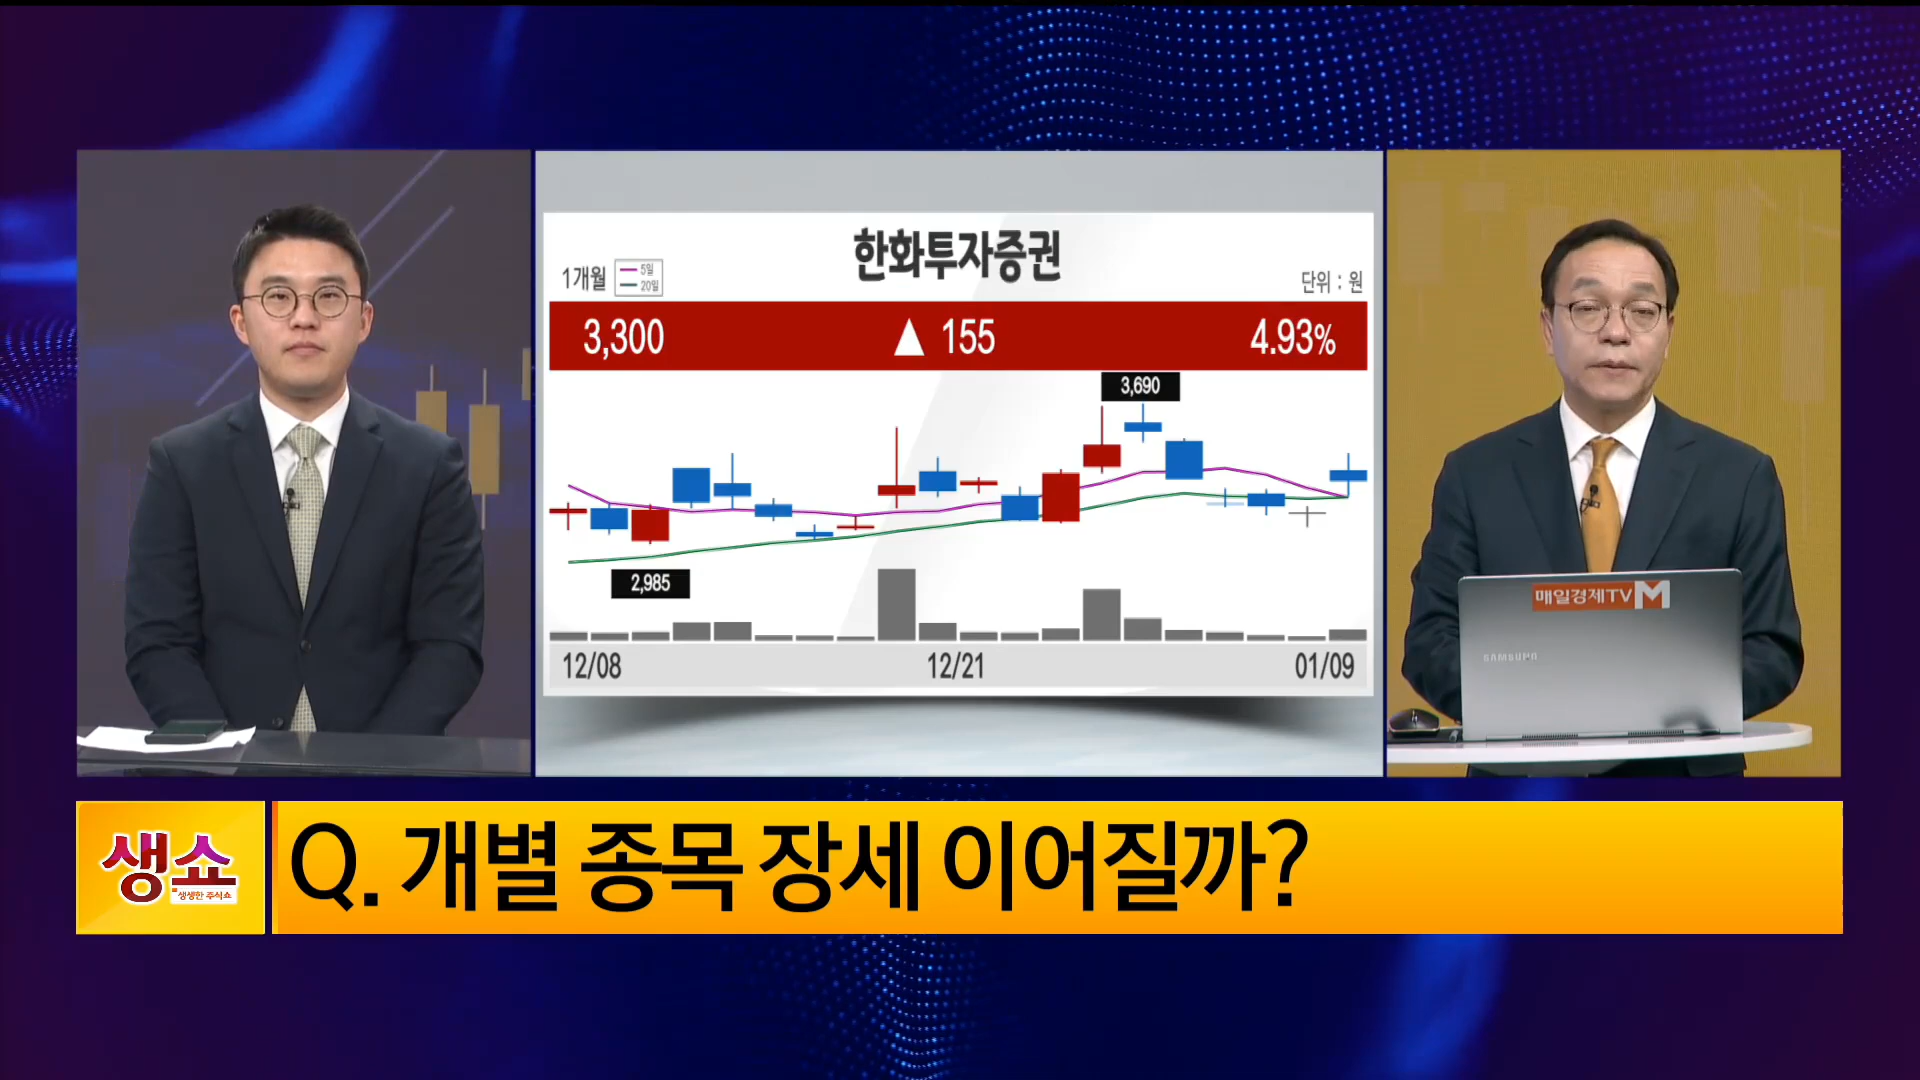 한화투자증권
1개월
5일
20일
단위 : 원
3,300 ▲ 155 4.93%
3,690
2,985
12/08 12/21 01/09
매일경제TV M
SAMSUNG
생쇼
생생한 주식쇼
Q. 개별 종목 장세 이어질까?